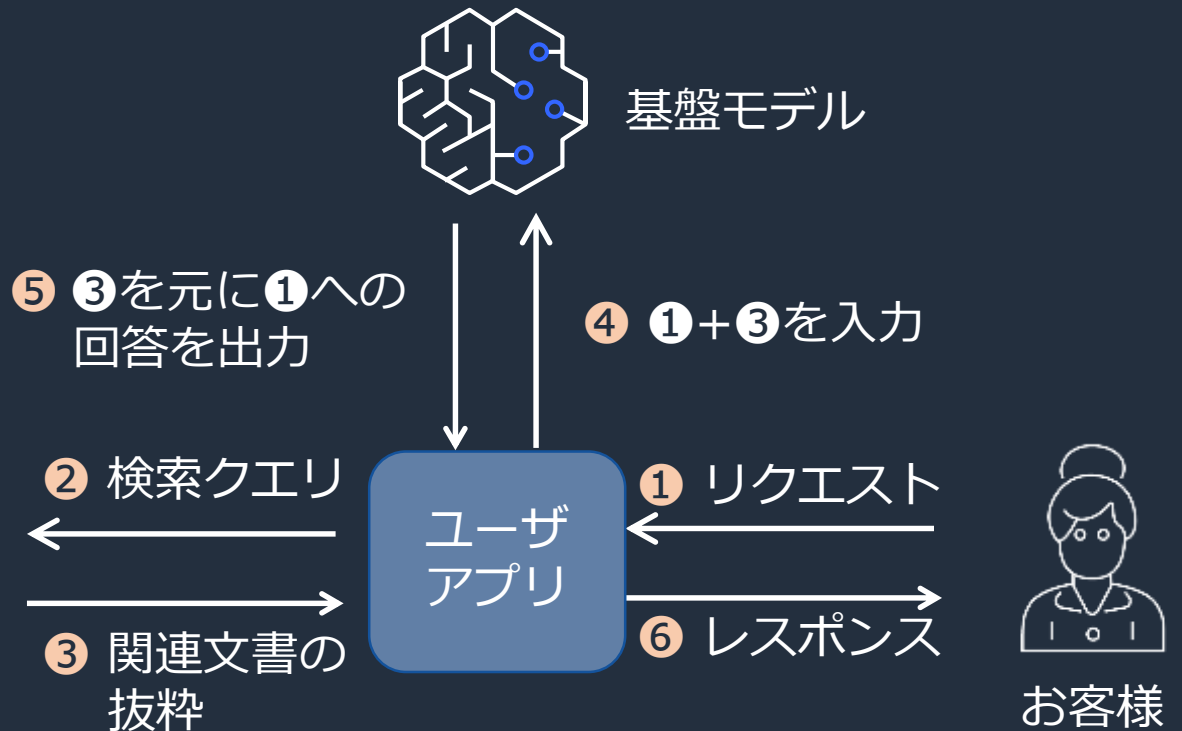 基盤モデル
❺ ❸を元に❶への
回答を出力
❹ ❶+❸を入力
❷ 検索クエリ
❶ リクエスト
ユーザ
アプリ
❸ 関連文書の
抜粋
❻ レスポンス
お客様